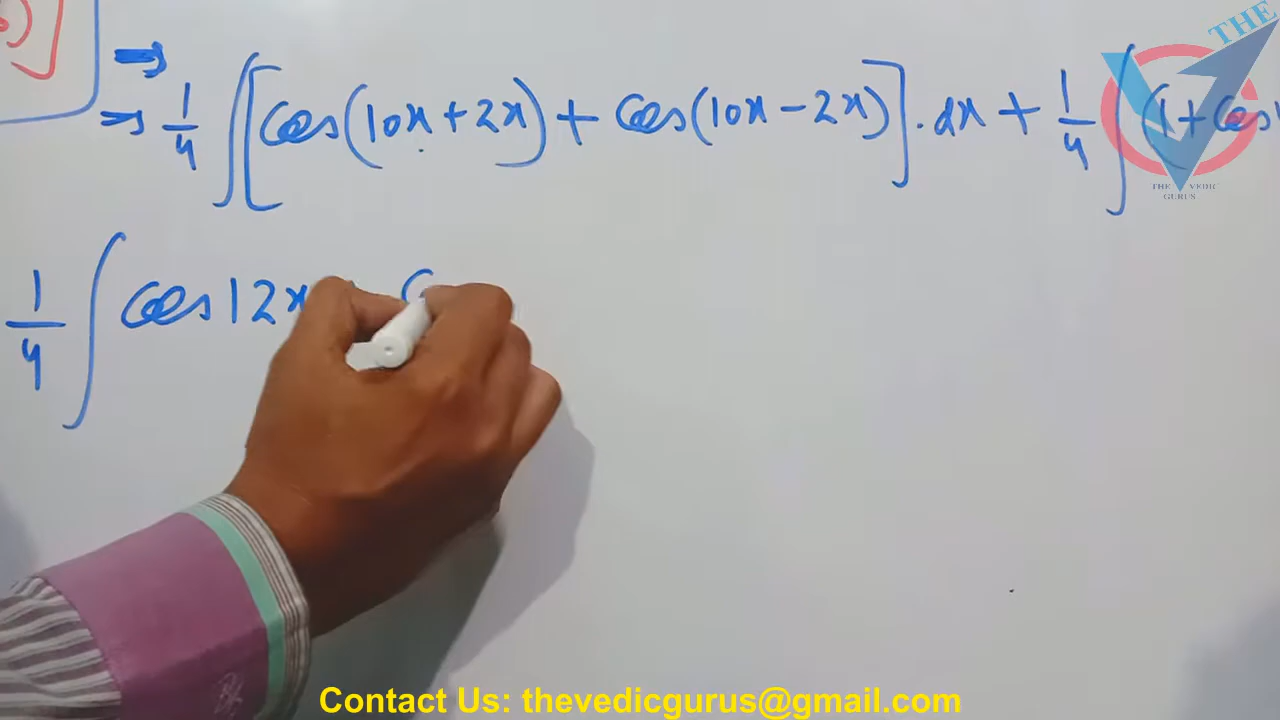 ⇒
⇒ 1/4 ∫ [cos(10x + 2x) + cos(10x - 2x)] . dx + 1/4 ∫ (1 + cos
1/4 ∫ cos 12x
THE
THE VEDIC
GURUS
Contact Us: thevedicgurus@gmail.com